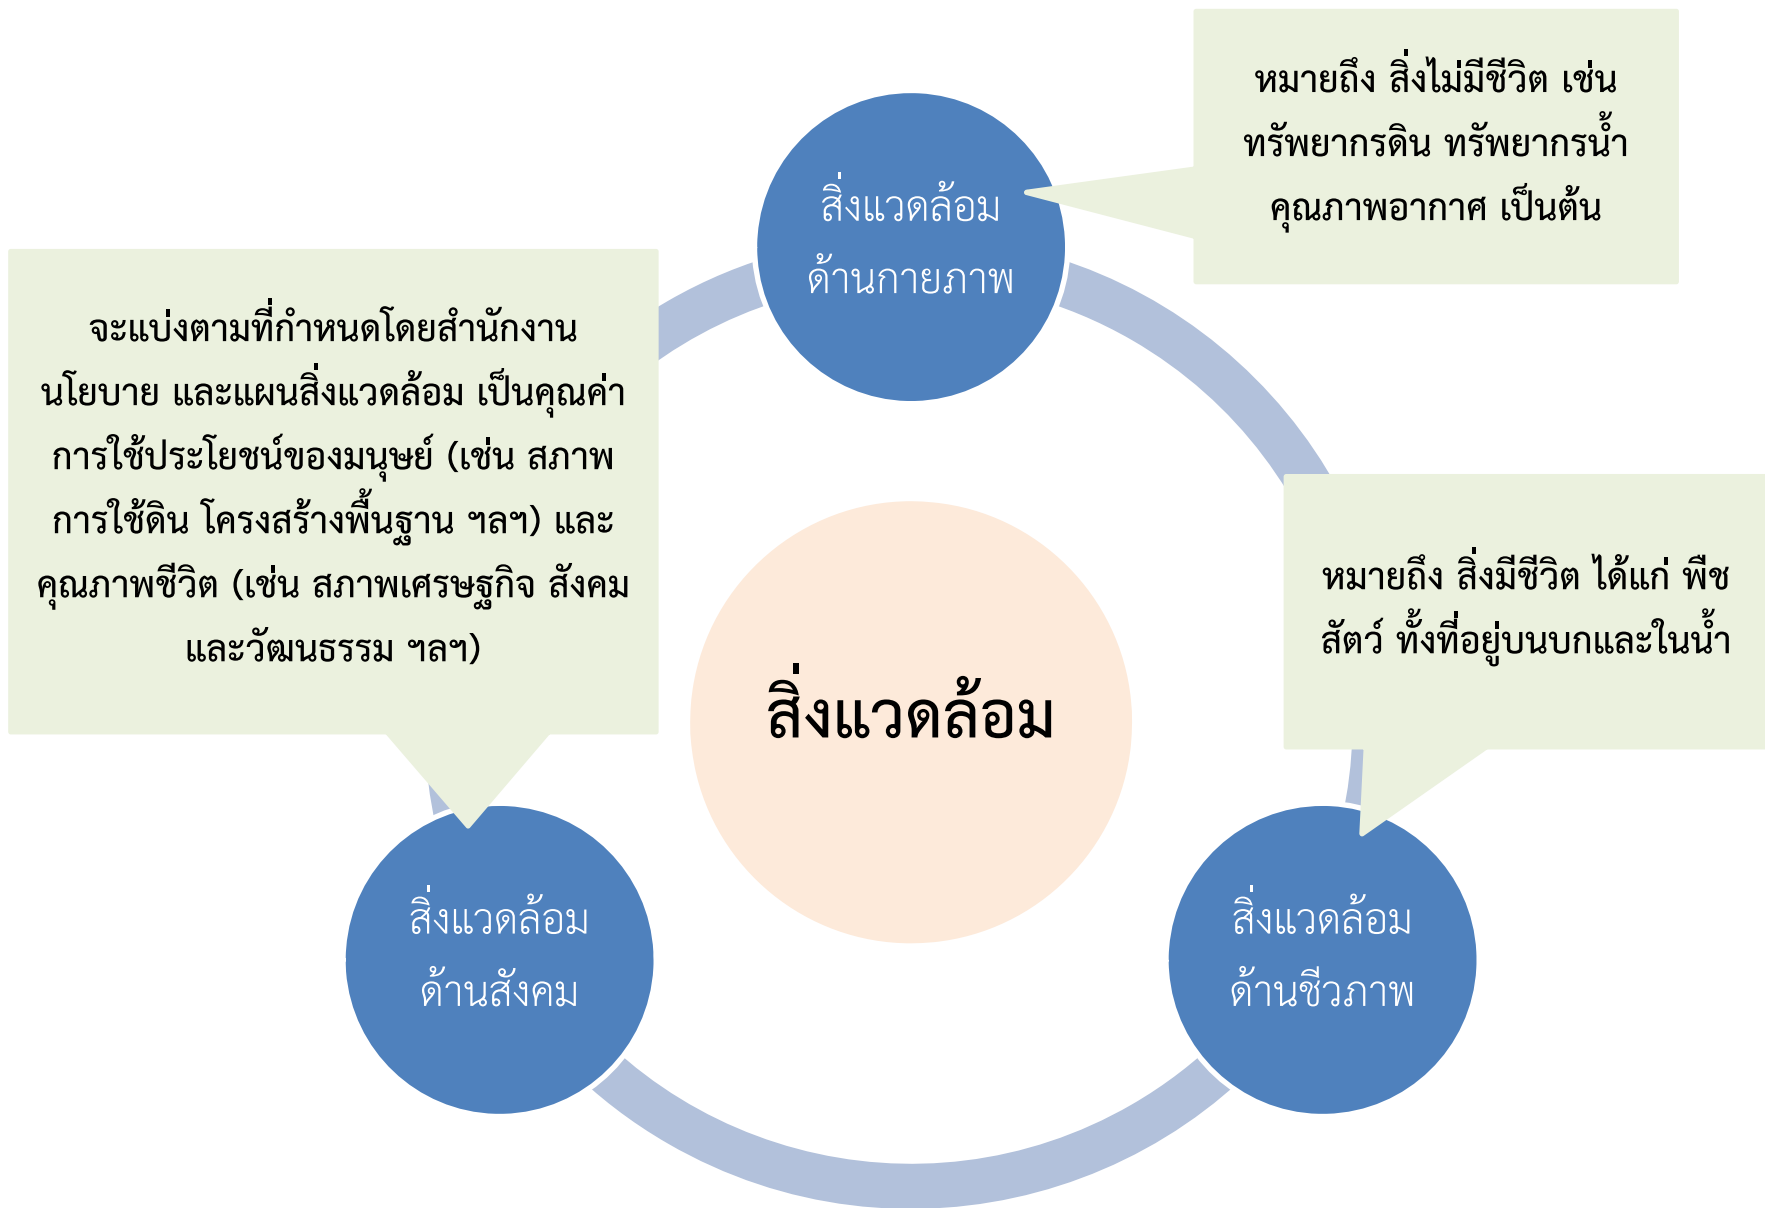 หมายถึง สิ่งไม่มีชีวิต เช่น
ทรัพยากรดิน ทรัพยากรน้ำ
คุณภาพอากาศ เป็นต้น
สิ่งแวดล้อม
ด้านกายภาพ
จะแบ่งตามที่กำหนดโดยสำนักงาน
นโยบาย และแผนสิ่งแวดล้อม เป็นคุณค่า
การใช้ประโยชน์ของมนุษย์ (เช่น สภาพ
การใช้ดิน โครงสร้างพื้นฐาน ฯลฯ) และ
คุณภาพชีวิต (เช่น สภาพเศรษฐกิจ สังคม
และวัฒนธรรม ฯลฯ)
หมายถึง สิ่งมีชีวิต ได้แก่ พืช
สัตว์ ทั้งที่อยู่บนบกและในน้ำ
สิ่งแวดล้อม
สิ่งแวดล้อม
ด้านสังคม
สิ่งแวดล้อม
ด้านชีวภาพ